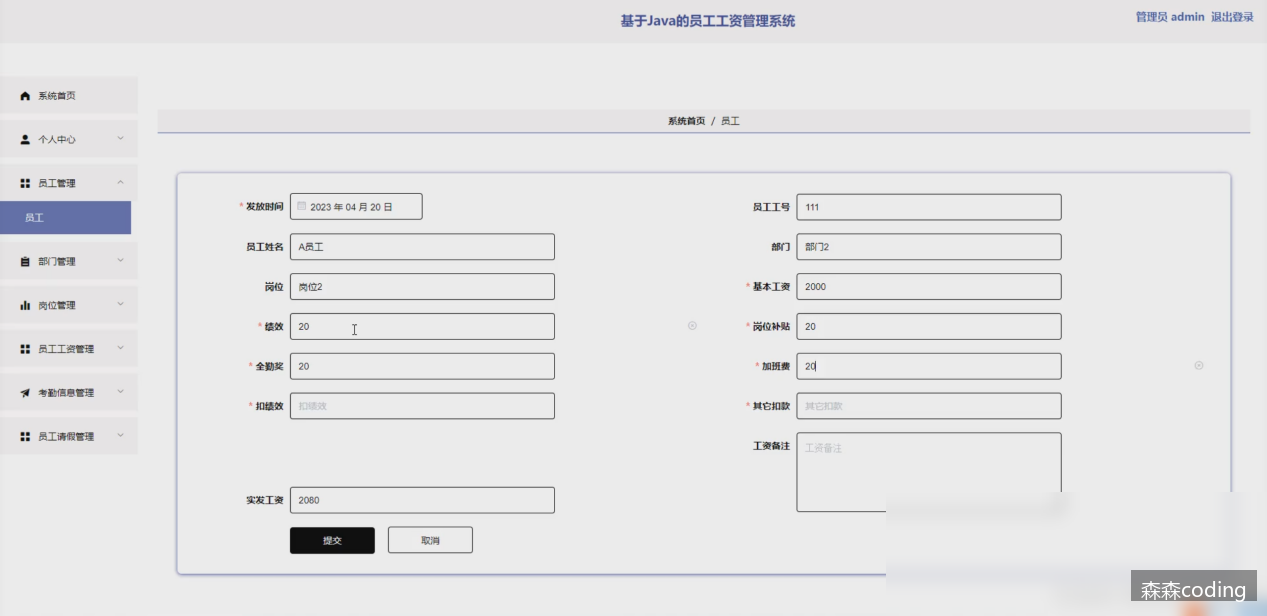 基于Java的员工工资管理系统
管理员 admin 退出登录
系统首页
个人中心
员工管理
员工
部门管理
岗位管理
员工工资管理
考勤信息管理
员工请假管理
系统首页 / 员工
* 发放时间 2023 年 04 月 20 日 员工工号 111
员工姓名 A员工 部门 部门2
岗位 岗位2 * 基本工资 2000
* 绩效 20 * 岗位补贴 20
* 全勤奖 20 * 加班费 20
* 扣绩效 扣绩效 * 其它扣款 其它扣款
工资备注 工资备注
实发工资 2080
提交 取消
森森coding